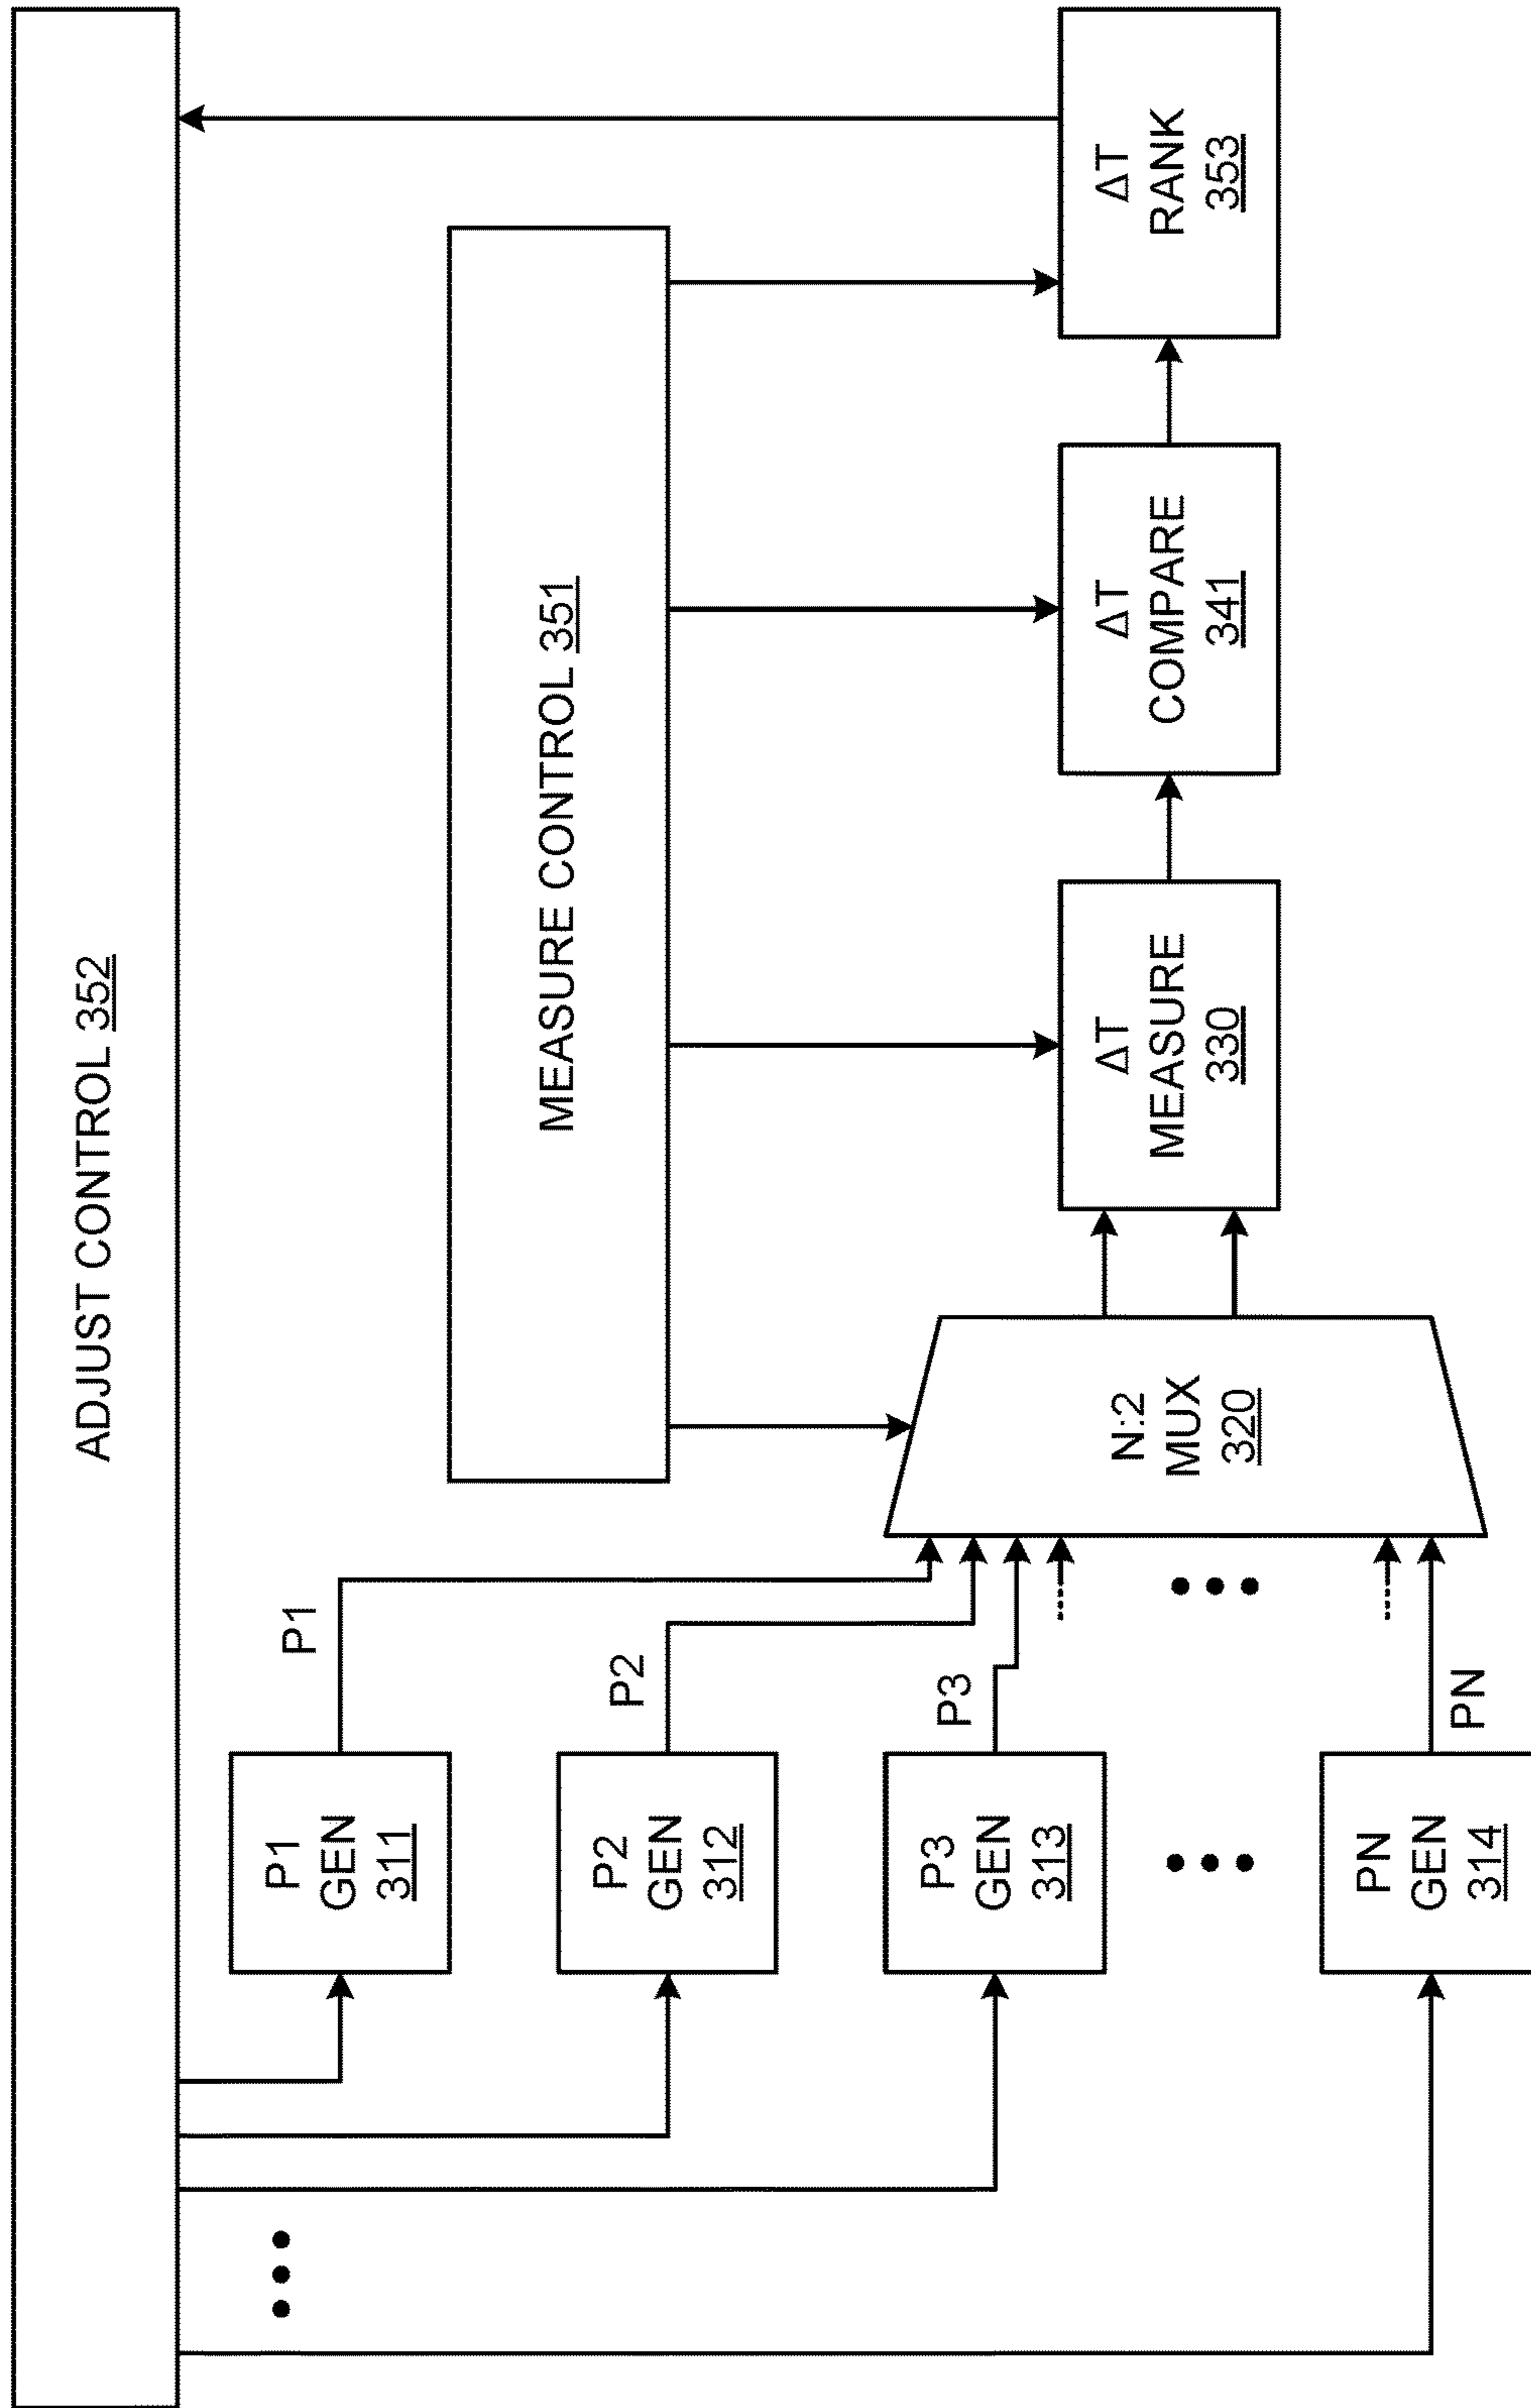 ADJUST CONTROL 352
MEASURE CONTROL 351
P1
GEN
311
P1
P2
GEN
312
P2
P3
GEN
313
P3
PN
GEN
314
PN
N:2
MUX
320
ΔT
MEASURE
330
ΔT
COMPARE
341
ΔT
RANK
353